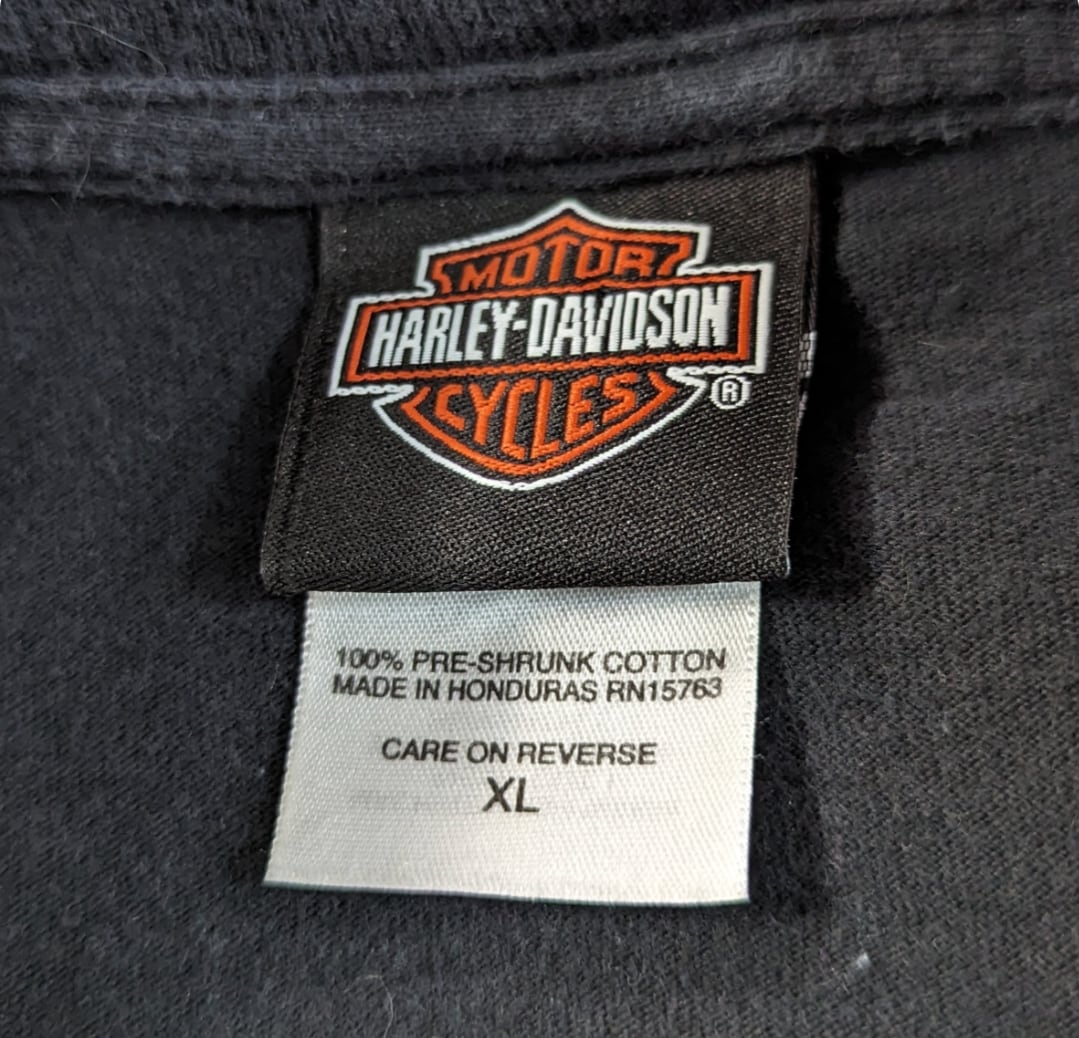 MOTOR
HARLEY-DAVIDSON
CYCLES
®
100% PRE-SHRUNK COTTON
MADE IN HONDURAS RN15763
CARE ON REVERSE
XL